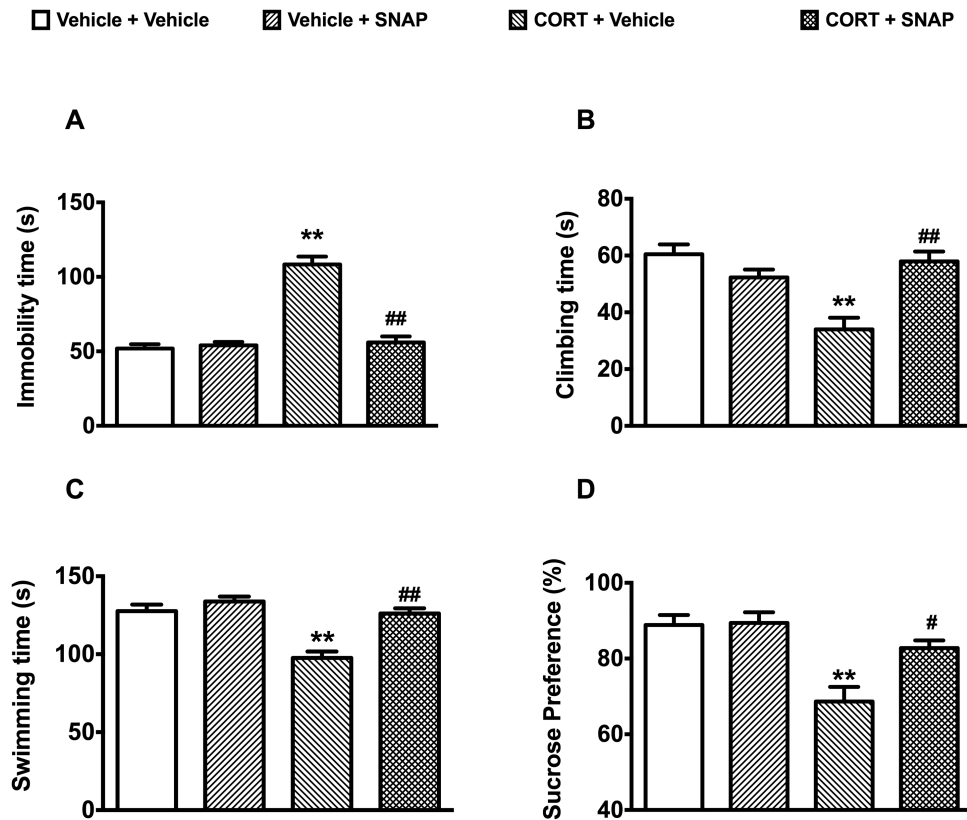 Vehicle + Vehicle
Vehicle + SNAP
CORT + Vehicle
CORT + SNAP
A
Immobility time (s)
150
100
50
0
**
##
B
Climbing time (s)
80
60
40
20
0
**
##
C
Swimming time (s)
150
100
50
0
**
##
D
Sucrose Preference (%)
100
80
60
40
**
#